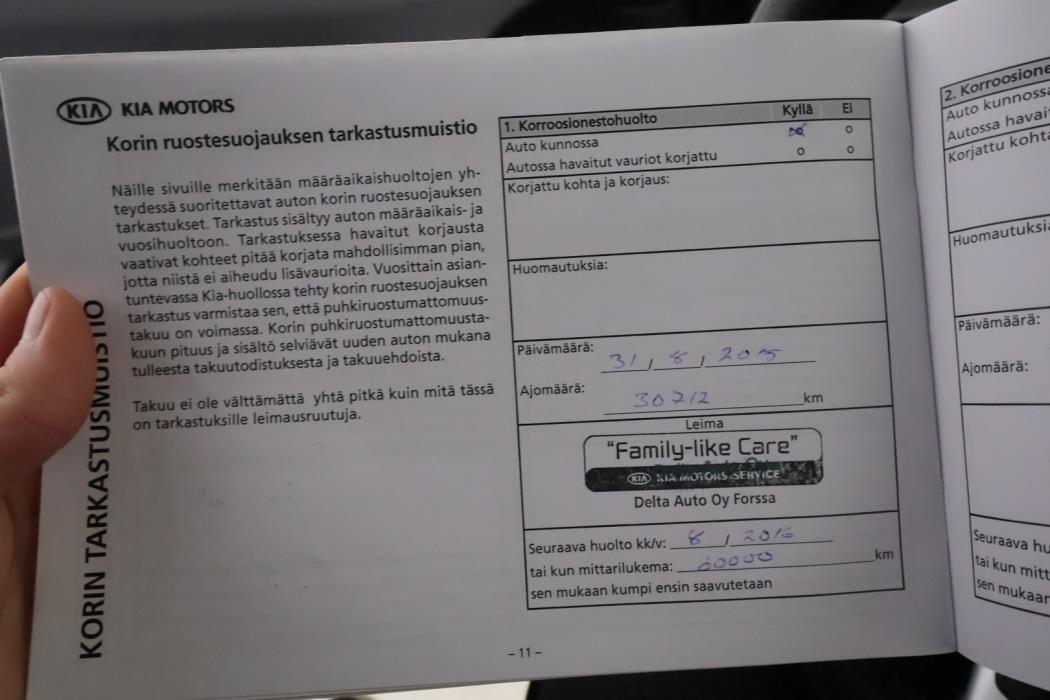 KIA KIA MOTORS
Korin ruostesuojauksen tarkastusmuistio
Näille sivuille merkitään määräaikaishuoltojen yh-
teydessä suoritettavat auton korin ruostesuojauksen
tarkastukset. Tarkastus sisältyy auton määräaikais- ja
vuosihuoltoon. Tarkastuksessa havaitut korjausta
vaativat kohteet pitää korjata mahdollisimman pian,
jotta niistä ei aiheudu lisävaurioita. Vuosittain asian-
tuntevassa Kia-huollossa tehty korin ruostesuojauksen
tarkastus varmistaa sen, että puhkiruostumattomuus-
takuu on voimassa. Korin puhkiruostumattomuusta-
kuun pituus ja sisältö selviävät uuden auton mukana
tulleesta takuutodistuksesta ja takuuehdoista.
Takuu ei ole välttämättä yhtä pitkä kuin mitä tässä
on tarkastuksille leimausruutuja.
KORIN TARKASTUSMUISTIO
1. Korroosionestohuolto Kyllä Ei
Auto kunnossa
Autossa havaitut vauriot korjattu
Korjattu kohta ja korjaus:
Huomautuksia:
Päivämäärä: 31 / 8 / 2015
Ajomäärä: 30712 km
Leima
"Family-like Care"
KIA KIA MOTORS SERVICE
Delta Auto Oy Forssa
Seuraava huolto kk/v: 8 / 2016
tai kun mittarilukema: 60000 km
sen mukaan kumpi ensin saavutetaan
– 11 –
2. Korroosione
Auto kunnossa
Autossa havai
Korjattu kohta
Huomautuksia
Päivämäärä:
Ajomäärä:
Seuraava hu
tai kun mitt
sen mukaan